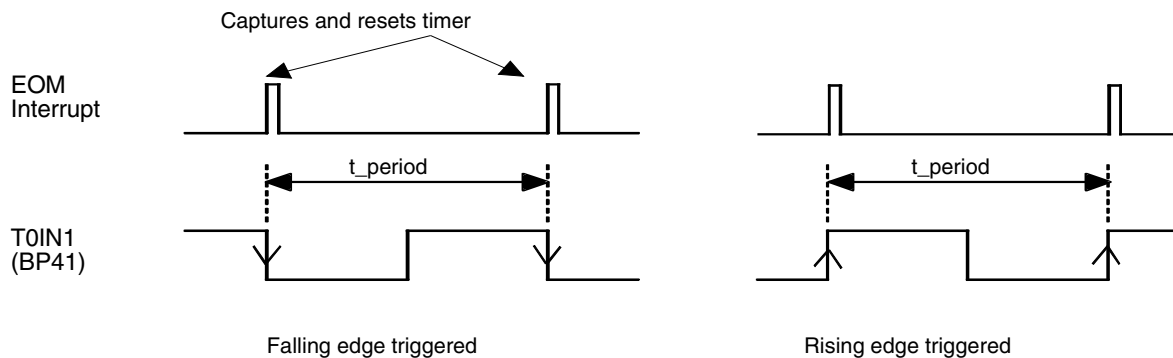 Captures and resets timer
EOM
Interrupt
t_period
t_period
T0IN1
(BP41)
Falling edge triggered
Rising edge triggered